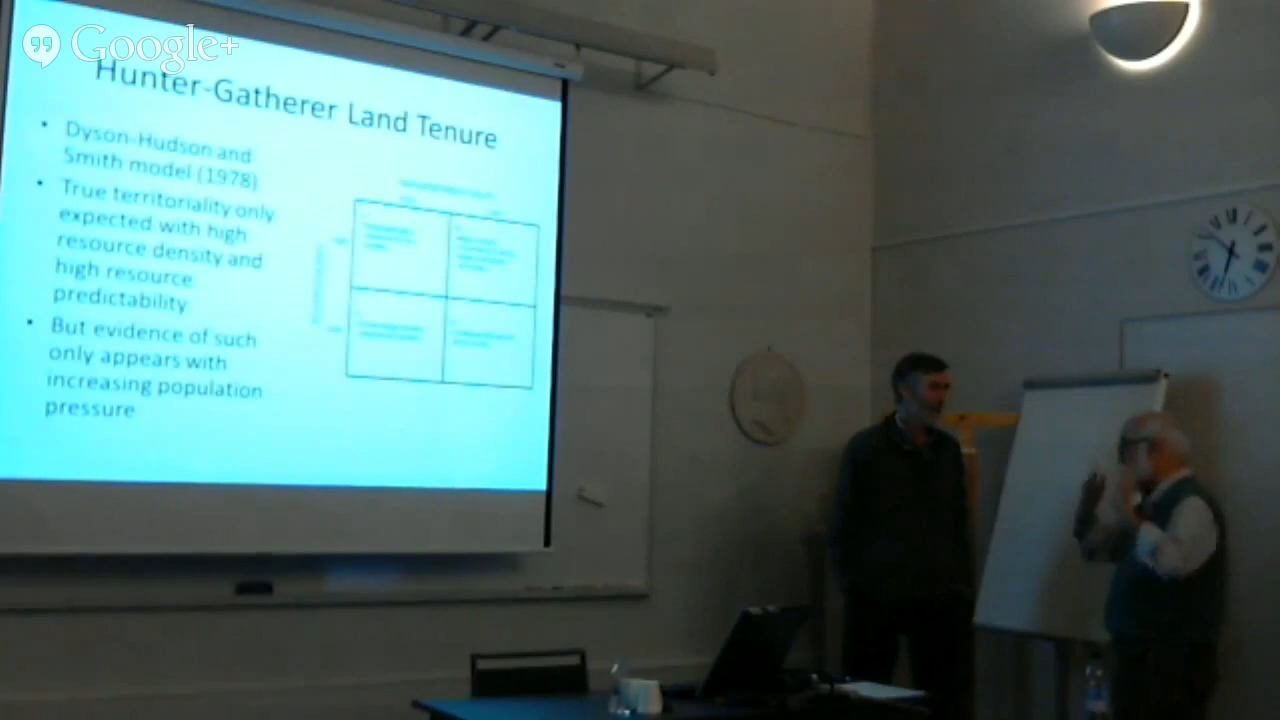 Google+
Hunter-Gatherer Land Tenure
• Dyson-Hudson and
Smith model (1978)
• True territoriality only
expected with high
resource density and
high resource
predictability
• But evidence of such
only appears with
increasing population
pressure